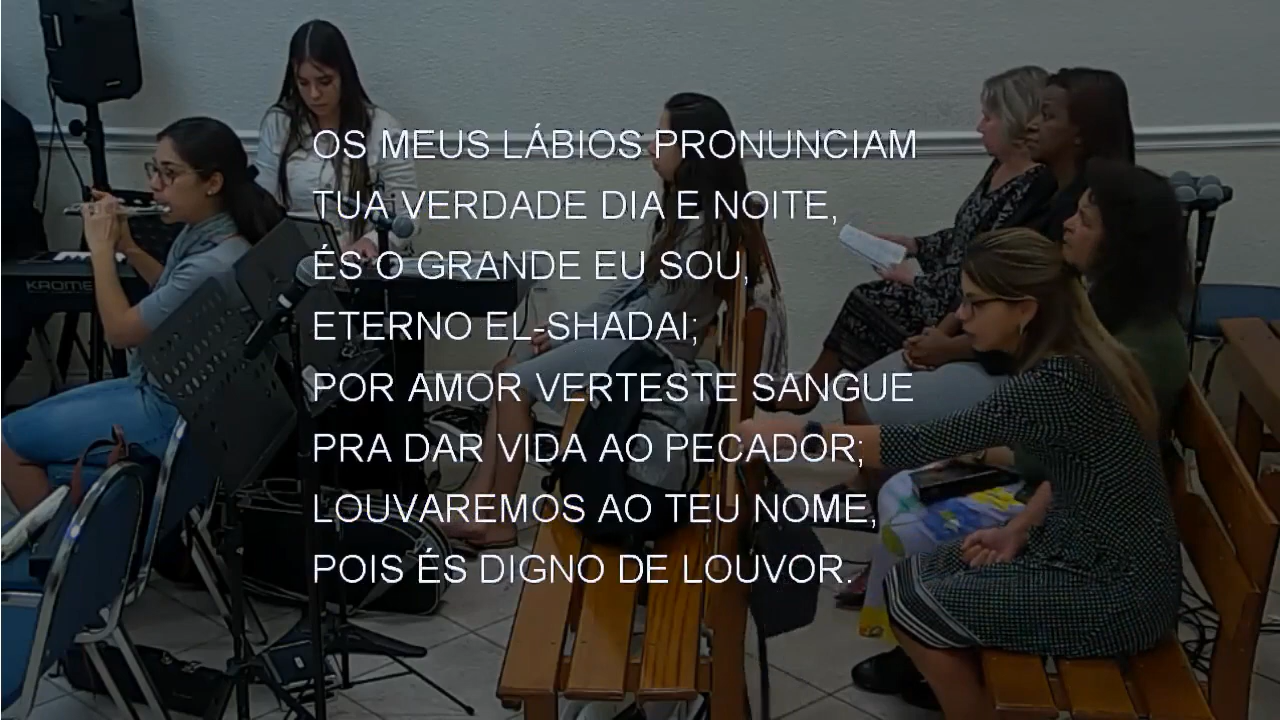 OS MEUS LÁBIOS PRONUNCIAM
TUA VERDADE DIA E NOITE,
ÉS O GRANDE EU SOU,
ETERNO EL-SHADAI;
POR AMOR VERTESTE SANGUE
PRA DAR VIDA AO PECADOR;
LOUVAREMOS AO TEU NOME,
POIS ÉS DIGNO DE LOUVOR.
KROME